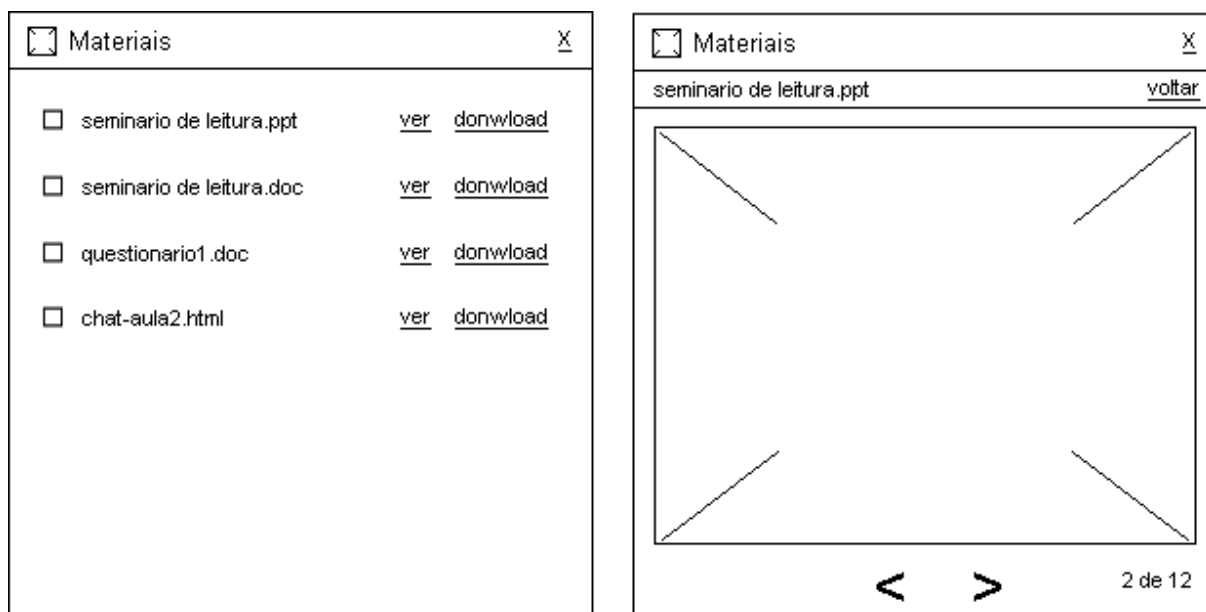 Materiais X
seminario de leitura.ppt ver donwload
seminario de leitura.doc ver donwload
questionario1.doc ver donwload
chat-aula2.html ver donwload
Materiais X
seminario de leitura.ppt voltar
< > 2 de 12